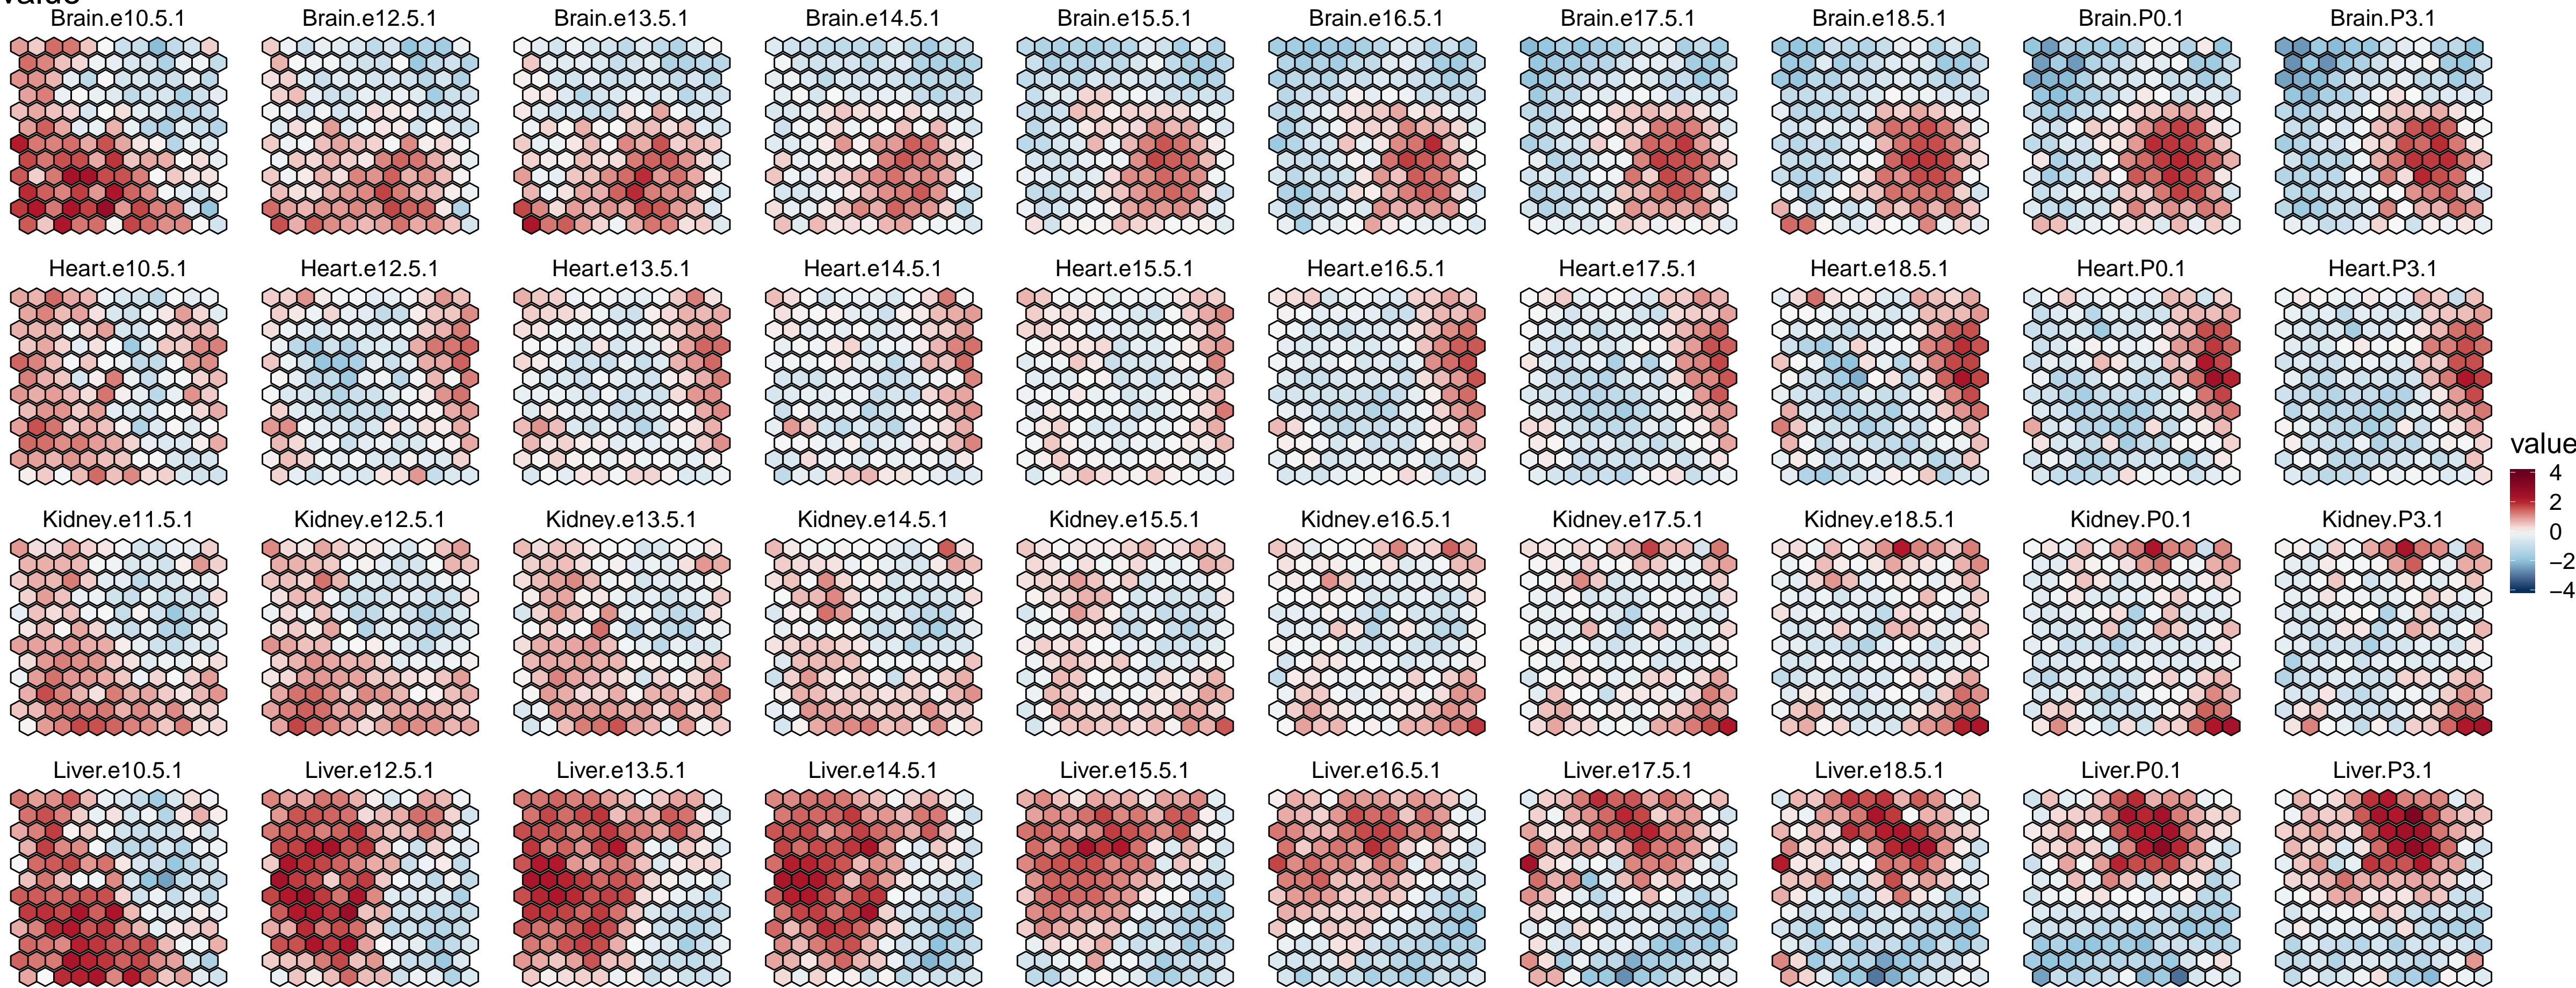 value
Brain.e10.5.1 Brain.e12.5.1 Brain.e13.5.1 Brain.e14.5.1 Brain.e15.5.1 Brain.e16.5.1 Brain.e17.5.1 Brain.e18.5.1 Brain.P0.1 Brain.P3.1
Heart.e10.5.1 Heart.e12.5.1 Heart.e13.5.1 Heart.e14.5.1 Heart.e15.5.1 Heart.e16.5.1 Heart.e17.5.1 Heart.e18.5.1 Heart.P0.1 Heart.P3.1
Kidney.e11.5.1 Kidney.e12.5.1 Kidney.e13.5.1 Kidney.e14.5.1 Kidney.e15.5.1 Kidney.e16.5.1 Kidney.e17.5.1 Kidney.e18.5.1 Kidney.P0.1 Kidney.P3.1
Liver.e10.5.1 Liver.e12.5.1 Liver.e13.5.1 Liver.e14.5.1 Liver.e15.5.1 Liver.e16.5.1 Liver.e17.5.1 Liver.e18.5.1 Liver.P0.1 Liver.P3.1
value
4
2
0
−2
−4